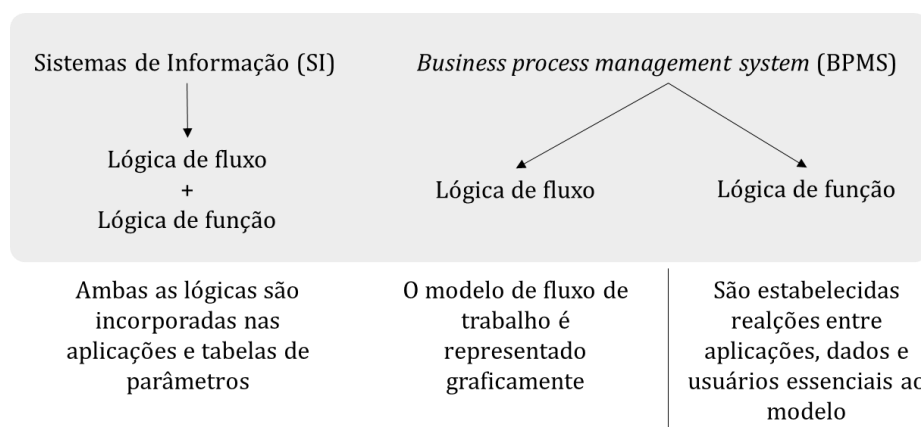 Sistemas de Informação (SI)
Business process management system (BPMS)
Lógica de fluxo
+
Lógica de função
Lógica de fluxo
Lógica de função
Ambas as lógicas são
incorporadas nas
aplicações e tabelas de
parâmetros
O modelo de fluxo de
trabalho é
representado
graficamente
São estabelecidas
realções entre
aplicações, dados e
usuários essenciais ao
modelo